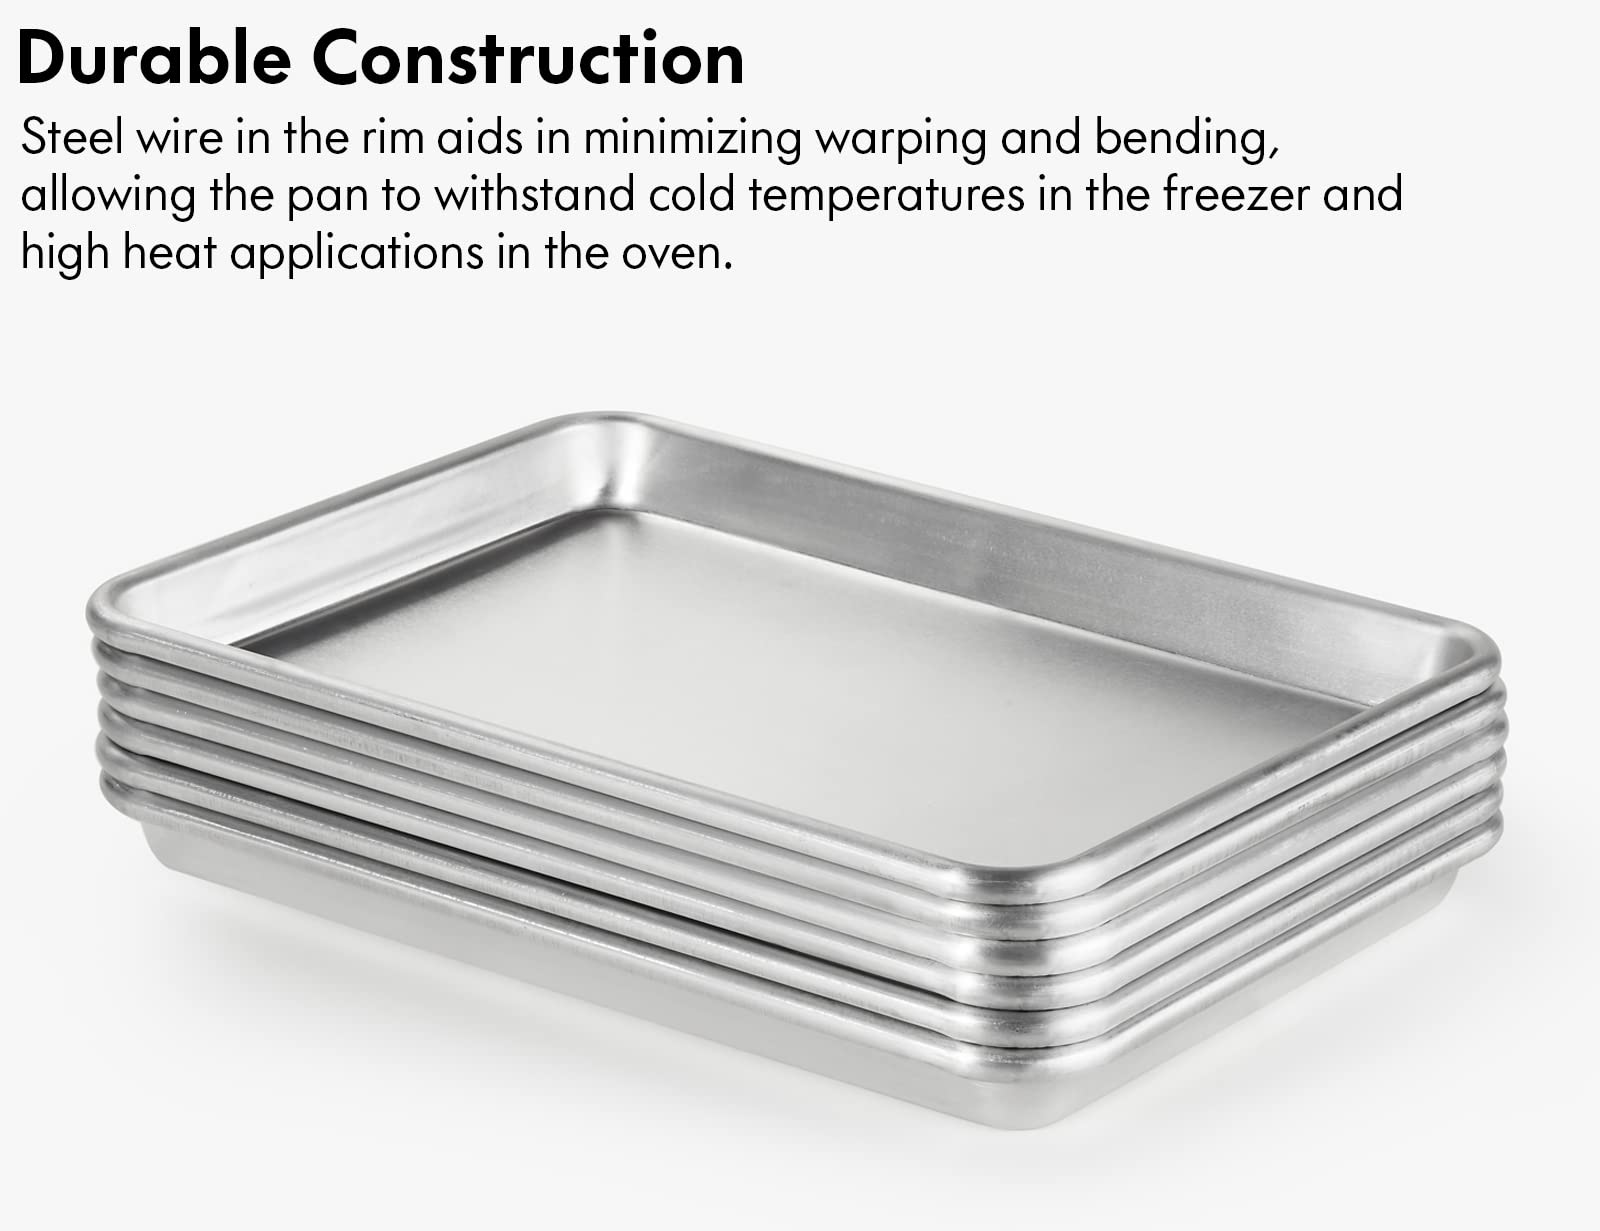 Durable Construction
Steel wire in the rim aids in minimizing warping and bending,
allowing the pan to withstand cold temperatures in the freezer and
high heat applications in the oven.